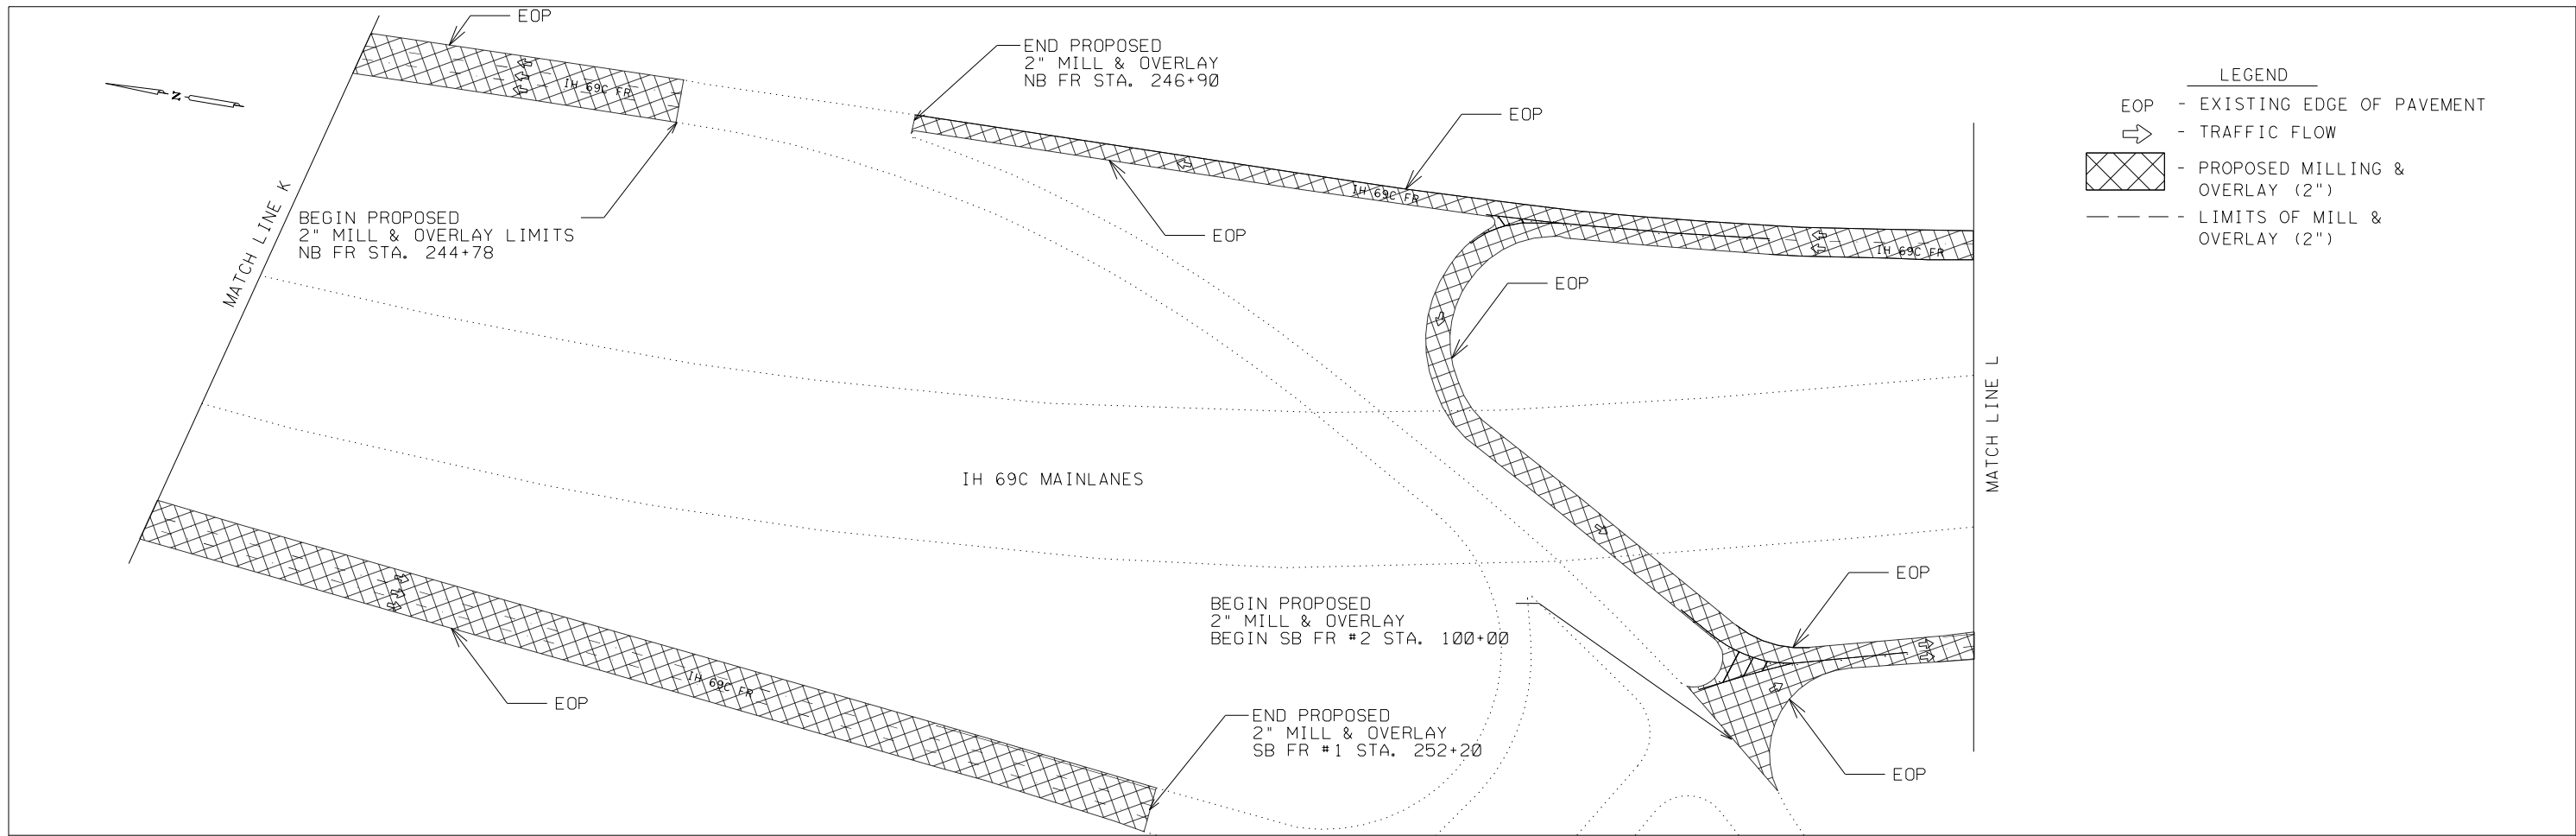 EOP
END PROPOSED
2" MILL & OVERLAY
NB FR STA. 246+90
N
IH 69C FR
EOP
LEGEND
EOP - EXISTING EDGE OF PAVEMENT
- TRAFFIC FLOW
- PROPOSED MILLING &
OVERLAY (2")
- LIMITS OF MILL &
OVERLAY (2")
MATCH LINE K
BEGIN PROPOSED
2" MILL & OVERLAY LIMITS
NB FR STA. 244+78
IH 69C FR
EOP
IH 69C FR
EOP
MATCH LINE L
IH 69C MAINLANES
EOP
BEGIN PROPOSED
2" MILL & OVERLAY
BEGIN SB FR #2 STA. 100+00
IH 69C FR
EOP
END PROPOSED
2" MILL & OVERLAY
SB FR #1 STA. 252+20
EOP